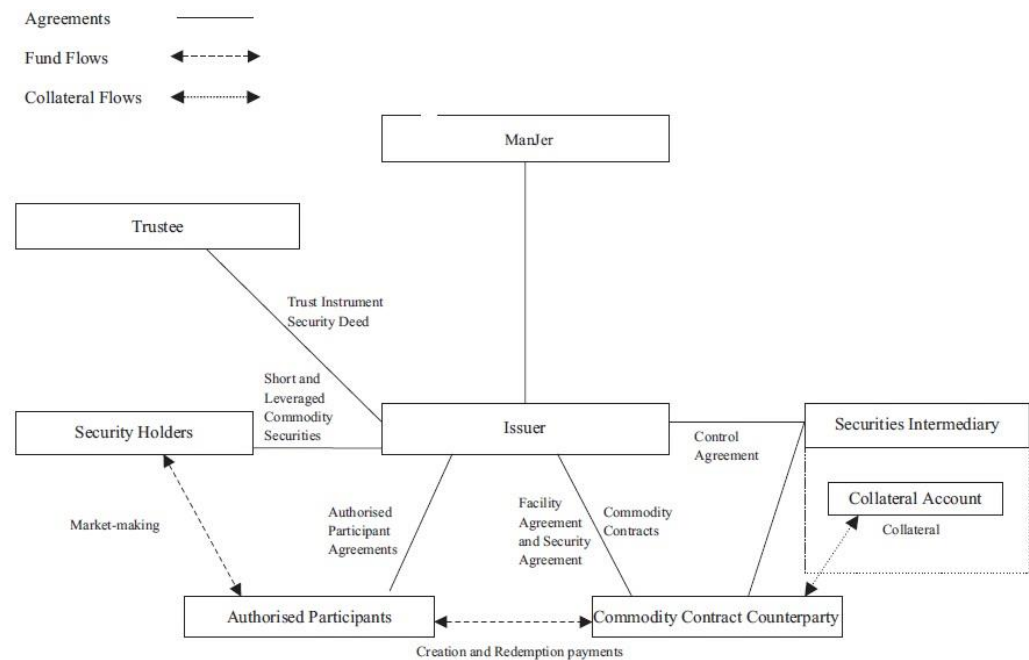 Agreements
Fund Flows
Collateral Flows
ManJer
Trustee
Trust Instrument
Security Deed
Short and
Leveraged
Commodity
Securities
Security Holders
Issuer
Securities Intermediary
Control
Agreement
Collateral Account
Collateral
Market-making
Authorised
Participant
Agreements
Facility
Agreement
and Security
Agreement
Commodity
Contracts
Authorised Participants
Commodity Contract Counterparty
Creation and Redemption payments